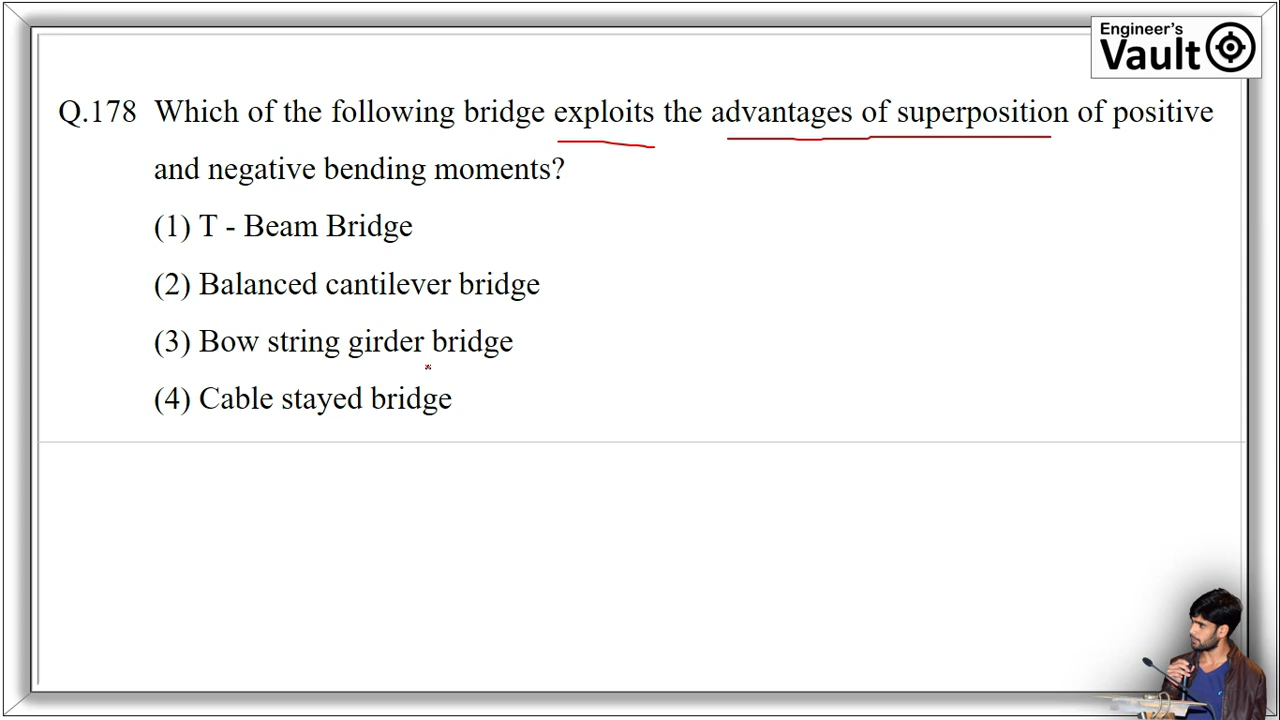 Engineer's
Vault
Q.178 Which of the following bridge exploits the advantages of superposition of positive
and negative bending moments?
(1) T - Beam Bridge
(2) Balanced cantilever bridge
(3) Bow string girder bridge
(4) Cable stayed bridge